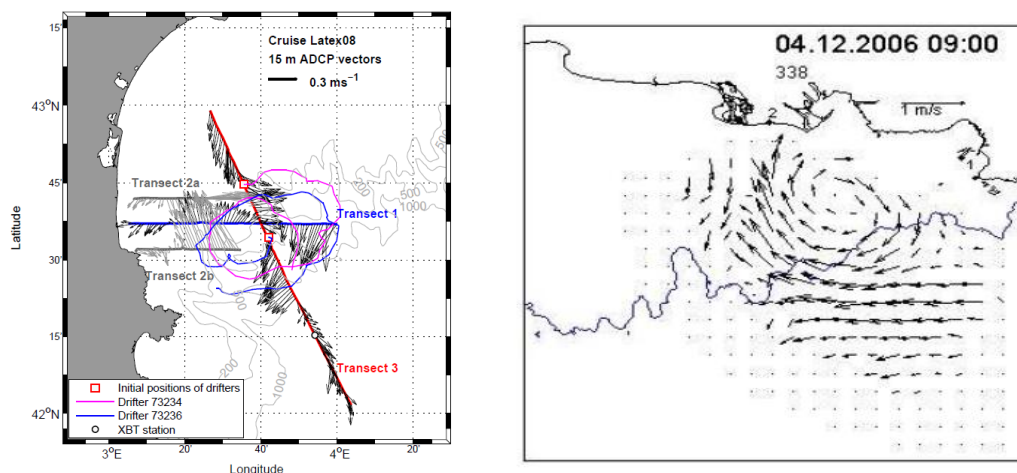 Cruise Latex08
15 m ADCP vectors
0.3 ms⁻¹
15'
43°N
45
30
15'
42°N
Latitude
Transect 2a
Transect 1
Transect 2b
Transect 3
500
1000
200
1000
Initial positions of drifters
Drifter 73234
Drifter 73236
XBT station
3°E
20'
40'
4°E
20'
Longitude
04.12.2006 09:00
338
2
1 m/s
1